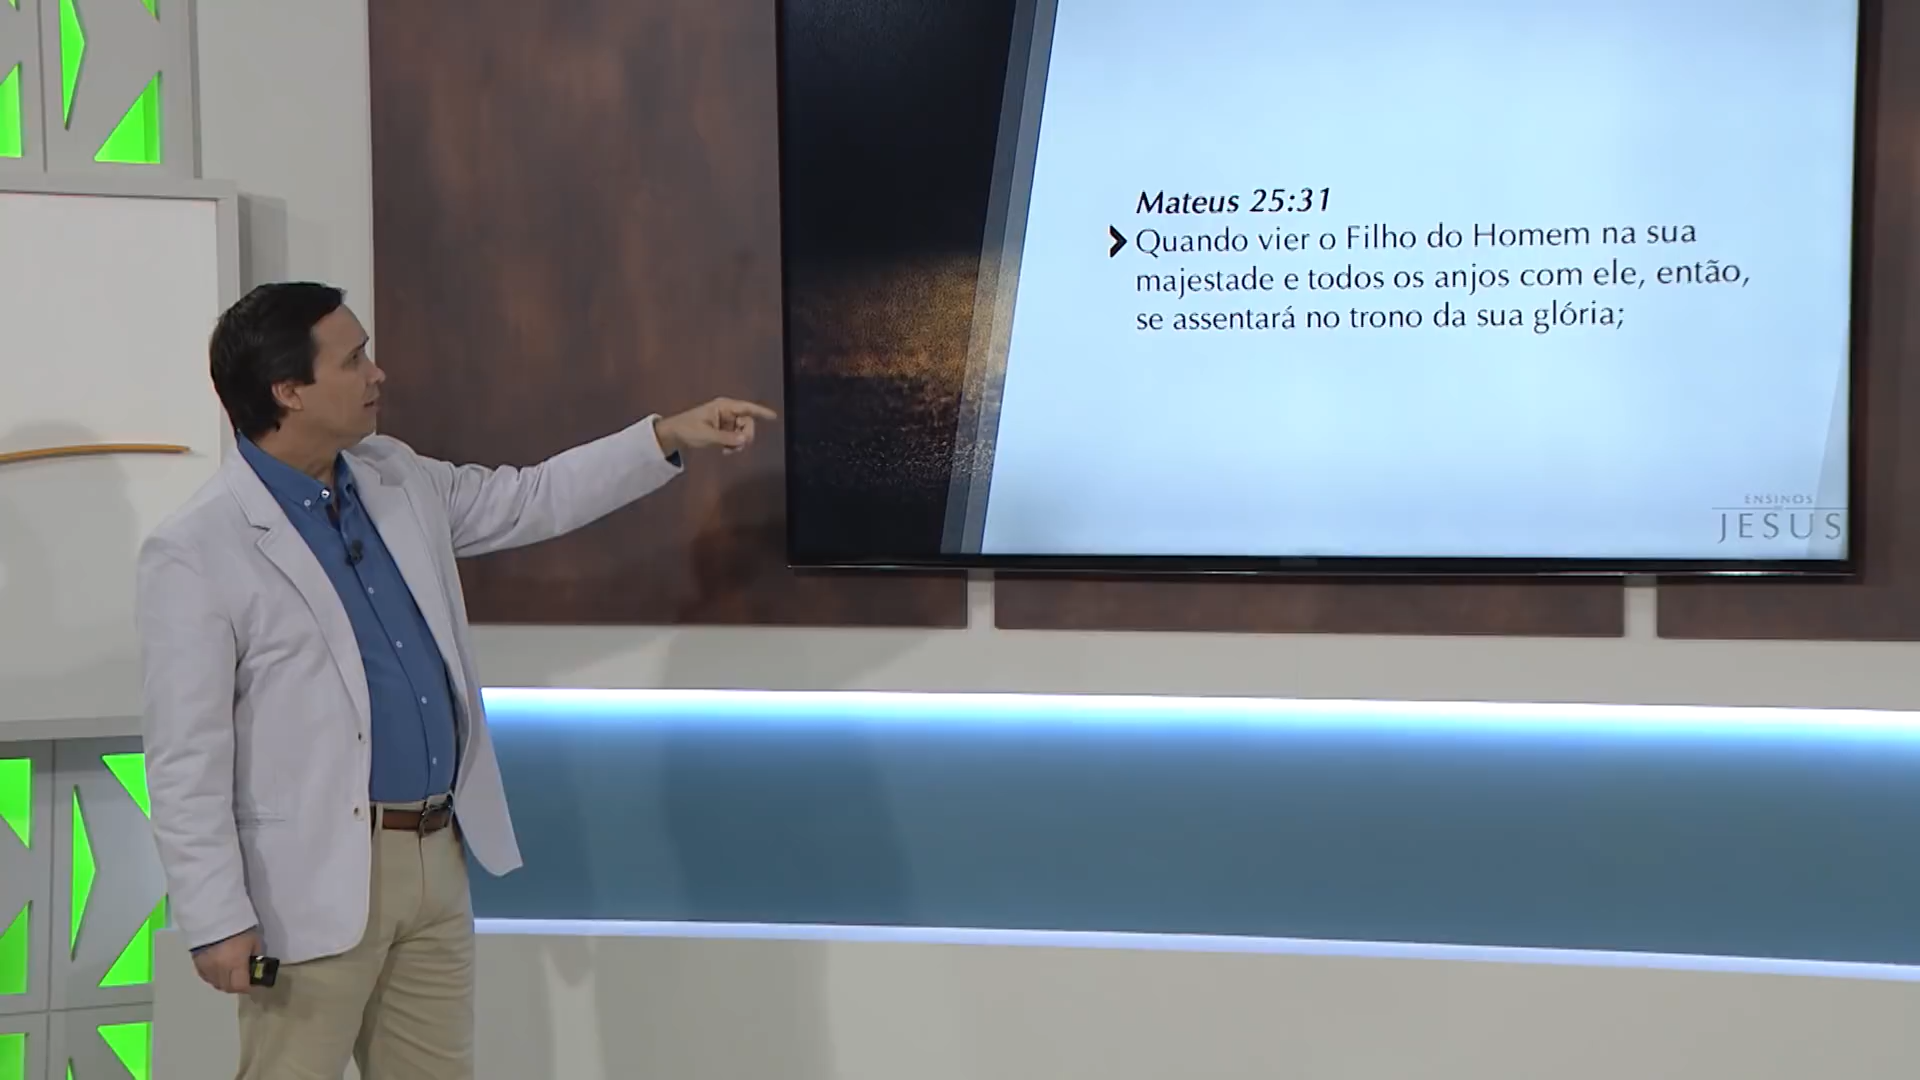 Mateus 25:31
Quando vier o Filho do Homem na sua
majestade e todos os anjos com ele, então,
se assentará no trono da sua glória;
ENSINOS
JESUS